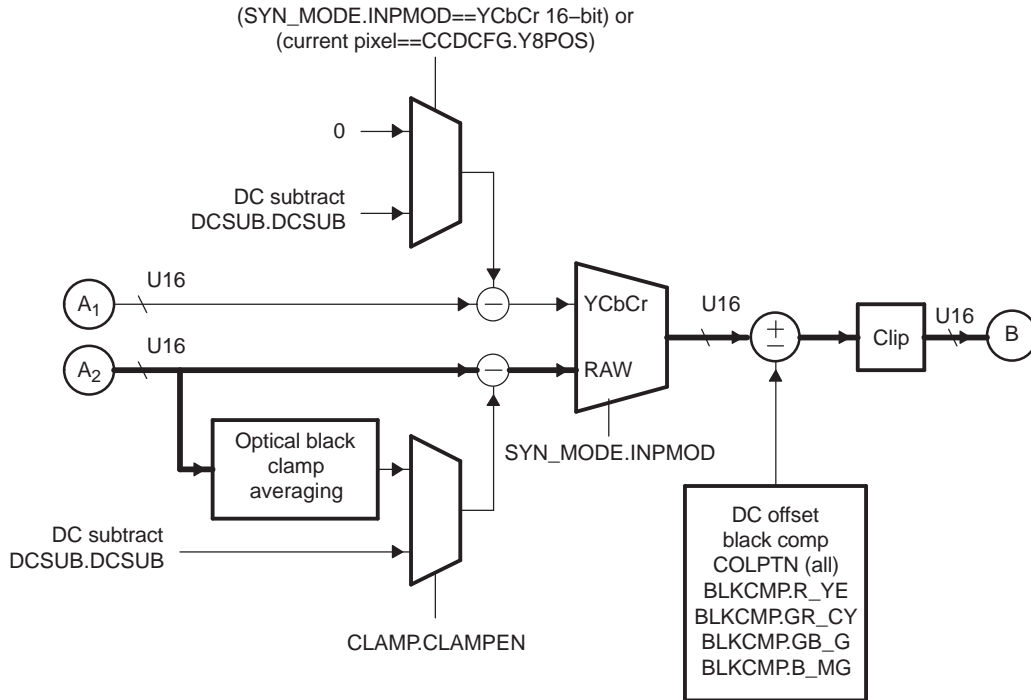 (SYN_MODE.INPMOD==YCbCr 16–bit) or
(current pixel==CCDCFG.Y8POS)
0
DC subtract
DCSUB.DCSUB
A1
U16
−
YCbCr
U16
+
−
Clip
U16
B
A2
U16
−
RAW
Optical black
clamp
averaging
SYN_MODE.INPMOD
DC subtract
DCSUB.DCSUB
CLAMP.CLAMPEN
DC offset
black comp
COLPTN (all)
BLKCMP.R_YE
BLKCMP.GR_CY
BLKCMP.GB_G
BLKCMP.B_MG